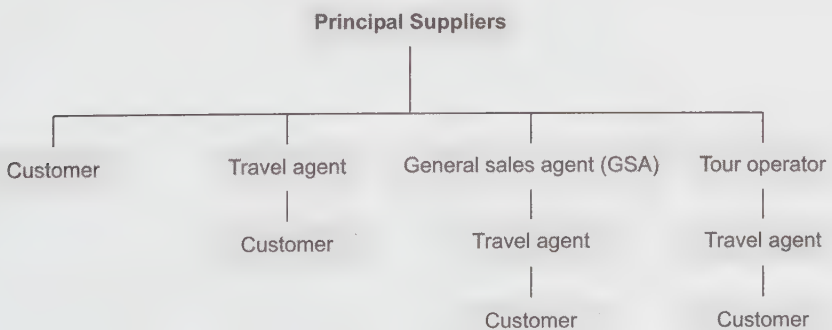 Principal Suppliers
Customer Travel agent General sales agent (GSA) Tour operator
Customer Travel agent Travel agent
Customer Customer